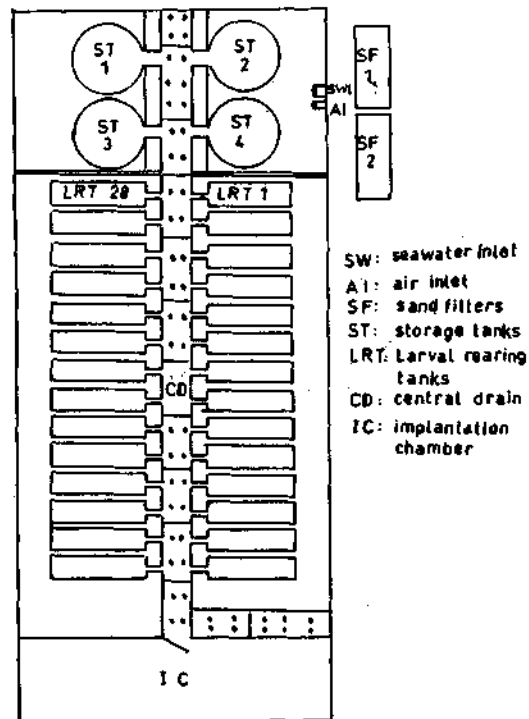 ST 1
ST 2
SF 1
SW
AI
ST 3
ST 4
SF 2
LRT 28
LRT 1
CD
IC
SW: seawater inlet
AI: air inlet
SF: sand filters
ST: storage tanks
LRT: Larval rearing
tanks
CD: central drain
IC: implantation
chamber